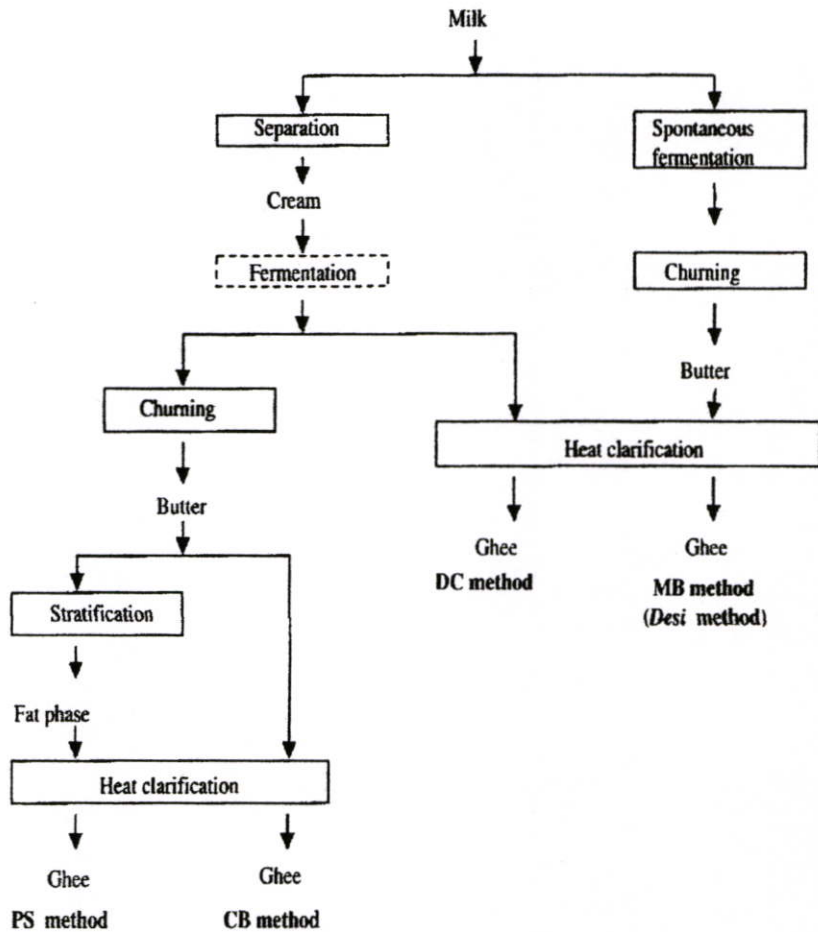 Milk
Separation
Spontaneous
fermentation
Cream
Fermentation
Churning
Butter
Churning
Heat clarification
Butter
Ghee
DC method
Ghee
MB method
(Desi method)
Stratification
Fat phase
Heat clarification
Ghee
PS method
Ghee
CB method